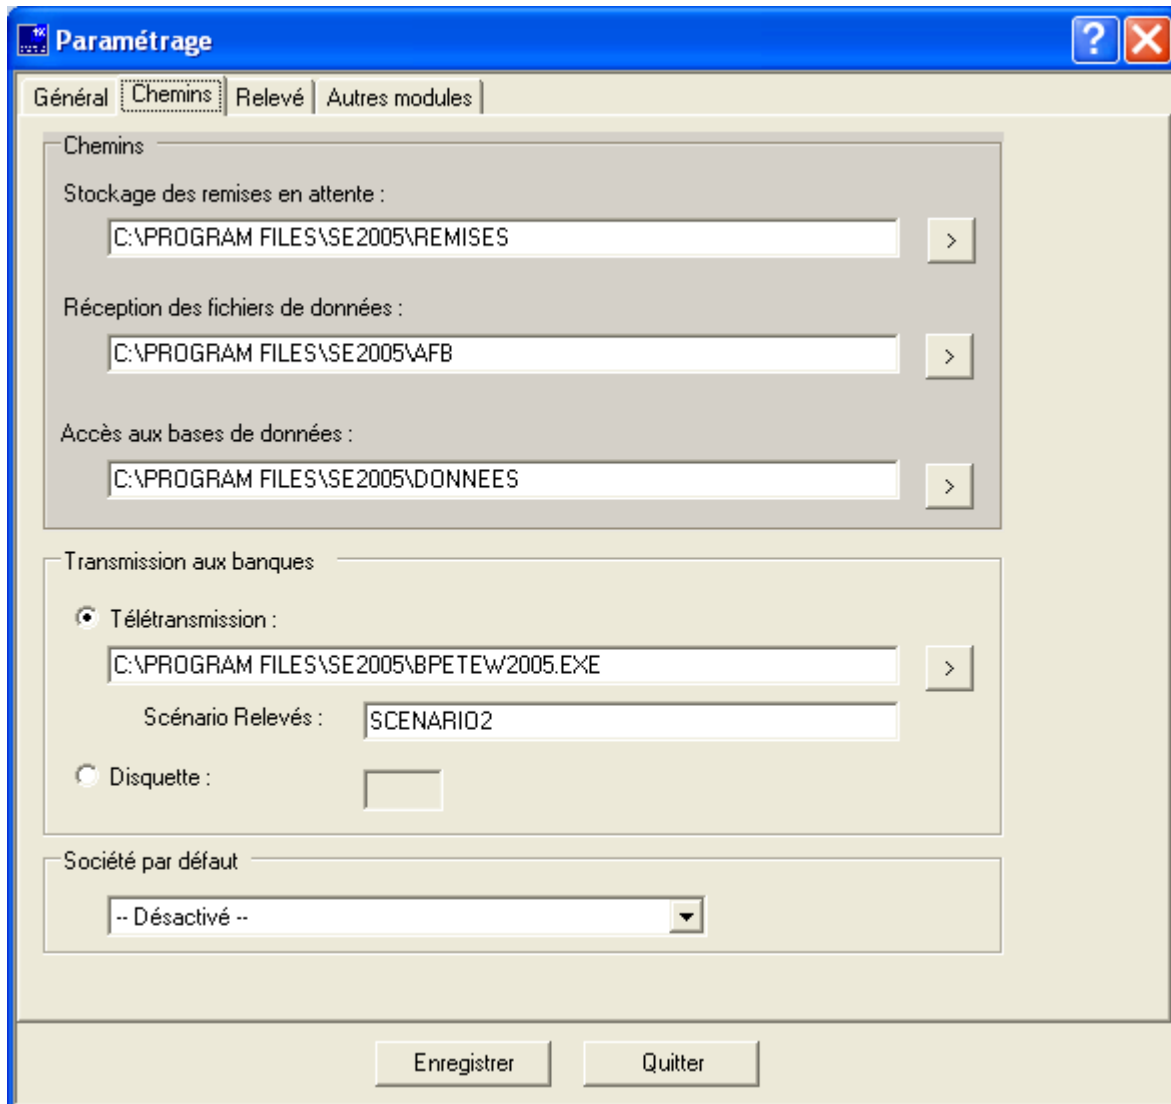 Paramétrage
Général Chemins Relevé Autres modules
Chemins
Stockage des remises en attente :
C:\PROGRAM FILES\SE2005\REMISES
>
Réception des fichiers de données :
C:\PROGRAM FILES\SE2005\AFB
>
Accès aux bases de données :
C:\PROGRAM FILES\SE2005\DONNEES
>
Transmission aux banques
Télétransmission :
C:\PROGRAM FILES\SE2005\BPETEW2005.EXE
>
Scénario Relevés : SCENARIO2
Disquette :
Société par défaut
-- Désactivé --
Enregistrer Quitter